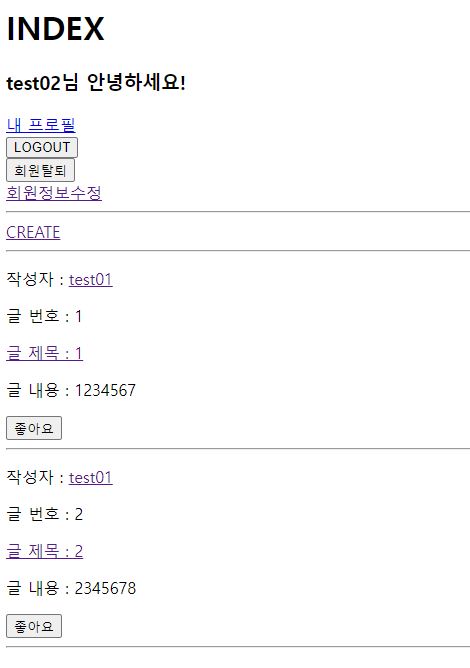 INDEX
test02님 안녕하세요!
내 프로필
LOGOUT
회원탈퇴
회원정보수정
CREATE
작성자 : test01
글 번호 : 1
글 제목 : 1
글 내용 : 1234567
좋아요
작성자 : test01
글 번호 : 2
글 제목 : 2
글 내용 : 2345678
좋아요